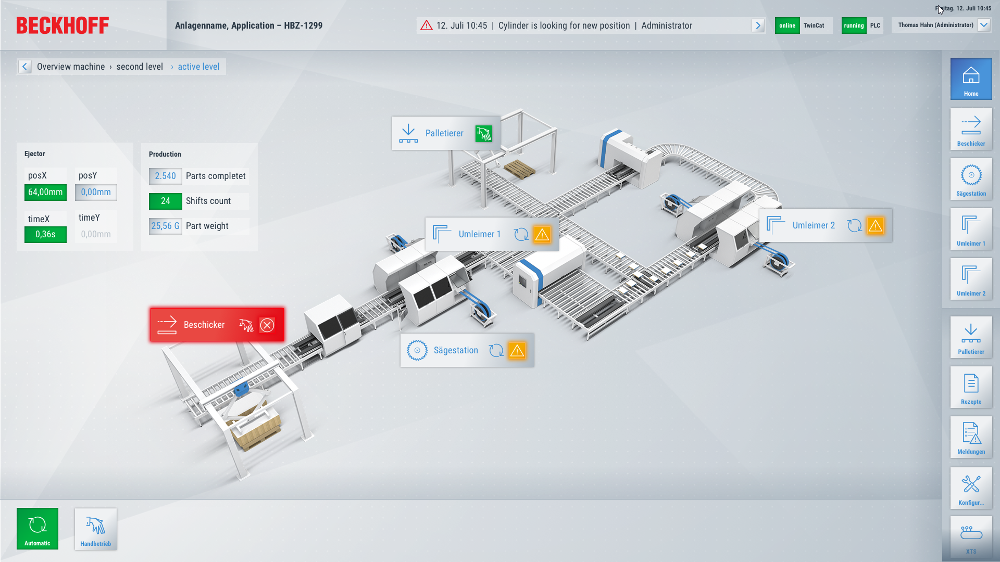 BECKHOFF
Anlagenname, Application – HBZ-1299
12. Juli 10:45 | Cylinder is looking for new position | Administrator
online TwinCat
running PLC
Freitag. 12. Juli 10:45
Thomas Hahn (Administrator)
Overview machine › second level › active level
Ejector
posX posY
64,00mm 0,00mm
timeX timeY
0,36s 0,00mm
Production
2.540 Parts completet
24 Shifts count
25,56 G Part weight
Palletierer
Umleimer 1
Umleimer 2
Beschicker
Sägestation
Home
Beschicker
Sägestation
Umleimer 1
Umleimer 2
Palletierer
Rezepte
Meldungen
Konfigur...
XTS
Automatic
Handbetrieb